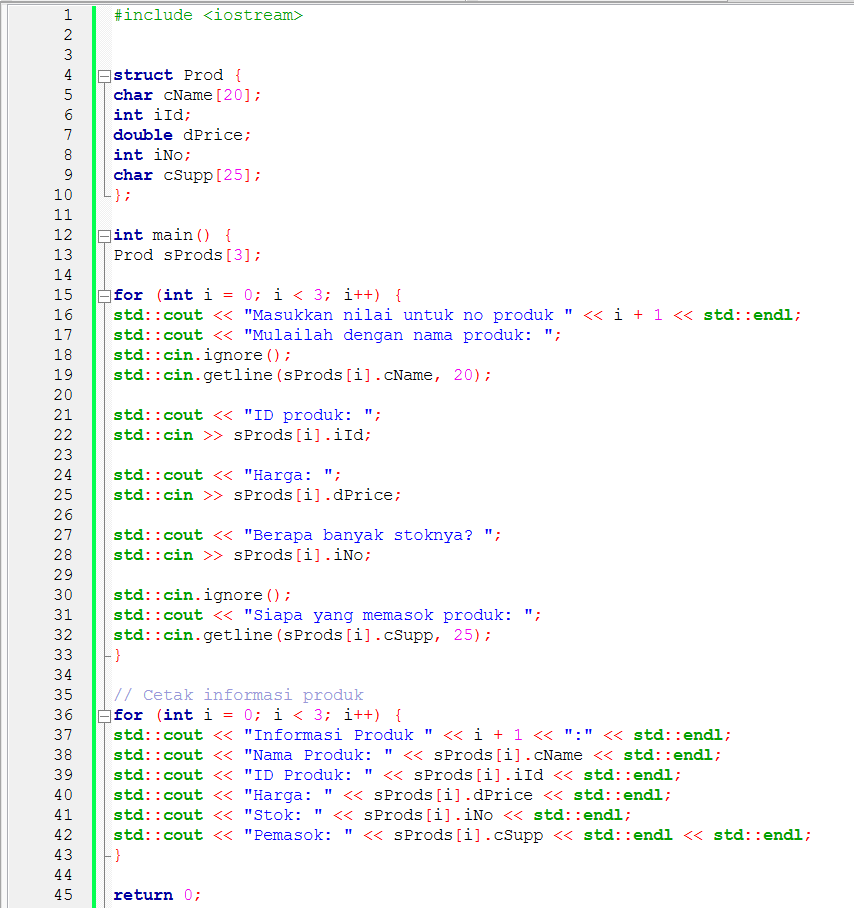 1 #include <iostream>
2
3
4 struct Prod {
5 char cName[20];
6 int iId;
7 double dPrice;
8 int iNo;
9 char cSupp[25];
10 };
11
12 int main() {
13 Prod sProds[3];
14
15 for (int i = 0; i < 3; i++) {
16 std::cout << "Masukkan nilai untuk no produk " << i + 1 << std::endl;
17 std::cout << "Mulailah dengan nama produk: ";
18 std::cin.ignore();
19 std::cin.getline(sProds[i].cName, 20);
20
21 std::cout << "ID produk: ";
22 std::cin >> sProds[i].iId;
23
24 std::cout << "Harga: ";
25 std::cin >> sProds[i].dPrice;
26
27 std::cout << "Berapa banyak stoknya? ";
28 std::cin >> sProds[i].iNo;
29
30 std::cin.ignore();
31 std::cout << "Siapa yang memasok produk: ";
32 std::cin.getline(sProds[i].cSupp, 25);
33 }
34
35 // Cetak informasi produk
36 for (int i = 0; i < 3; i++) {
37 std::cout << "Informasi Produk " << i + 1 << ":" << std::endl;
38 std::cout << "Nama Produk: " << sProds[i].cName << std::endl;
39 std::cout << "ID Produk: " << sProds[i].iId << std::endl;
40 std::cout << "Harga: " << sProds[i].dPrice << std::endl;
41 std::cout << "Stok: " << sProds[i].iNo << std::endl;
42 std::cout << "Pemasok: " << sProds[i].cSupp << std::endl << std::endl;
43 }
44
45 return 0;